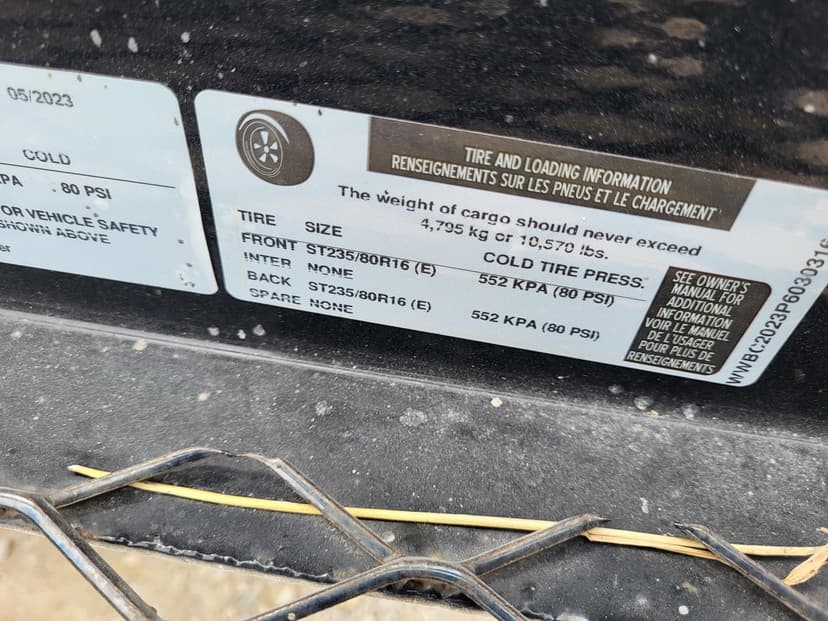 05/2023
COLD
80 PSI
OR VEHICLE SAFETY
SHOWN ABOVE
TIRE AND LOADING INFORMATION
RENSEIGNEMENTS SUR LES PNEUS ET LE CHARGEMENT
The weight of cargo should never exceed
4,795 kg or 10,570 lbs.
TIRE SIZE COLD TIRE PRESS.
FRONT ST235/80R16 (E) 552 KPA (80 PSI)
INTER NONE
BACK ST235/80R16 (E) 552 KPA (80 PSI)
SPARE NONE
SEE OWNER'S
MANUAL FOR
ADDITIONAL
INFORMATION
VOIR LE MANUEL
DE L'USAGER
POUR PLUS DE
RENSEIGNEMENTS
WWBC2023P6030316